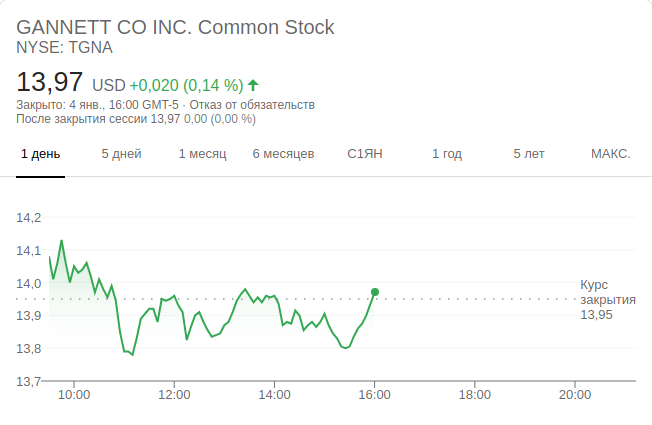 GANNETT CO INC. Common Stock
NYSE: TGNA
13,97 USD +0,020 (0,14 %)
Закрыто: 4 янв., 16:00 GMT-5 · Отказ от обязательств
После закрытия сессии 13,97 0,00 (0,00 %)
1 день 5 дней 1 месяц 6 месяцев С1ЯН 1 год 5 лет МАКС.
14,2
14,1
14,0
13,9
13,8
13,7
Курс
закрытия
13,95
10:00 12:00 14:00 16:00 18:00 20:00